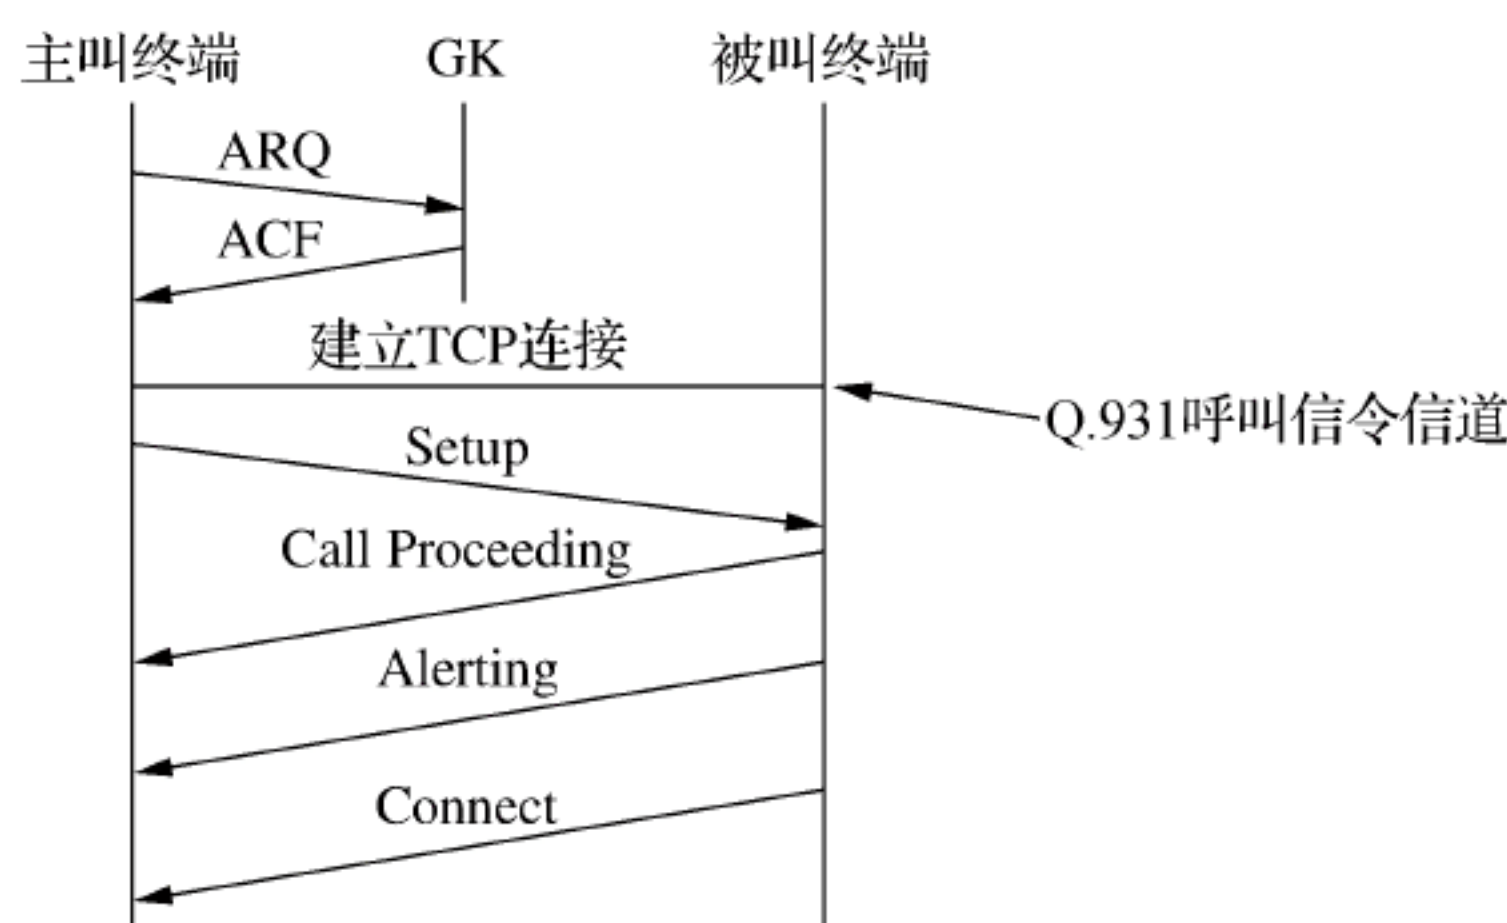 主叫终端 GK 被叫终端
ARQ
ACF
建立TCP连接
Q.931呼叫信令信道
Setup
Call Proceeding
Alerting
Connect